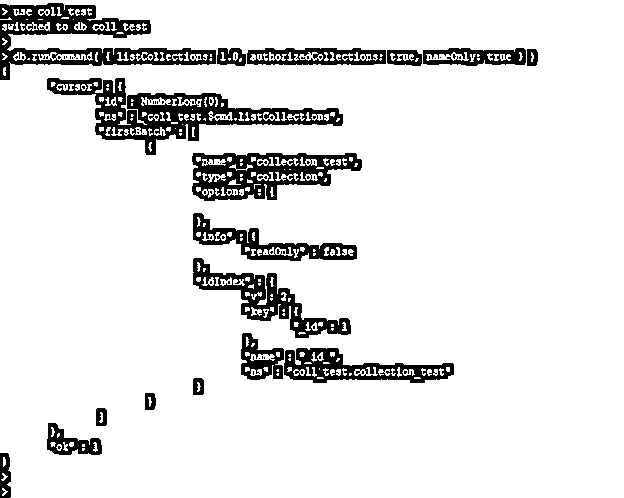 > use coll_test
switched to db coll_test
>
> db.runCommand( { listCollections: 1.0, authorizedCollections: true, nameOnly: true } )
{
"cursor" : {
"id" : NumberLong(0),
"ns" : "coll_test.$cmd.listCollections",
"firstBatch" : [
{
"name" : "collection_test",
"type" : "collection",
"options" : {
},
"info" : {
"readOnly" : false
},
"idIndex" : {
"v" : 2,
"key" : {
"_id" : 1
},
"name" : "_id_",
"ns" : "coll_test.collection_test"
}
}
]
},
"ok" : 1
}
>
>